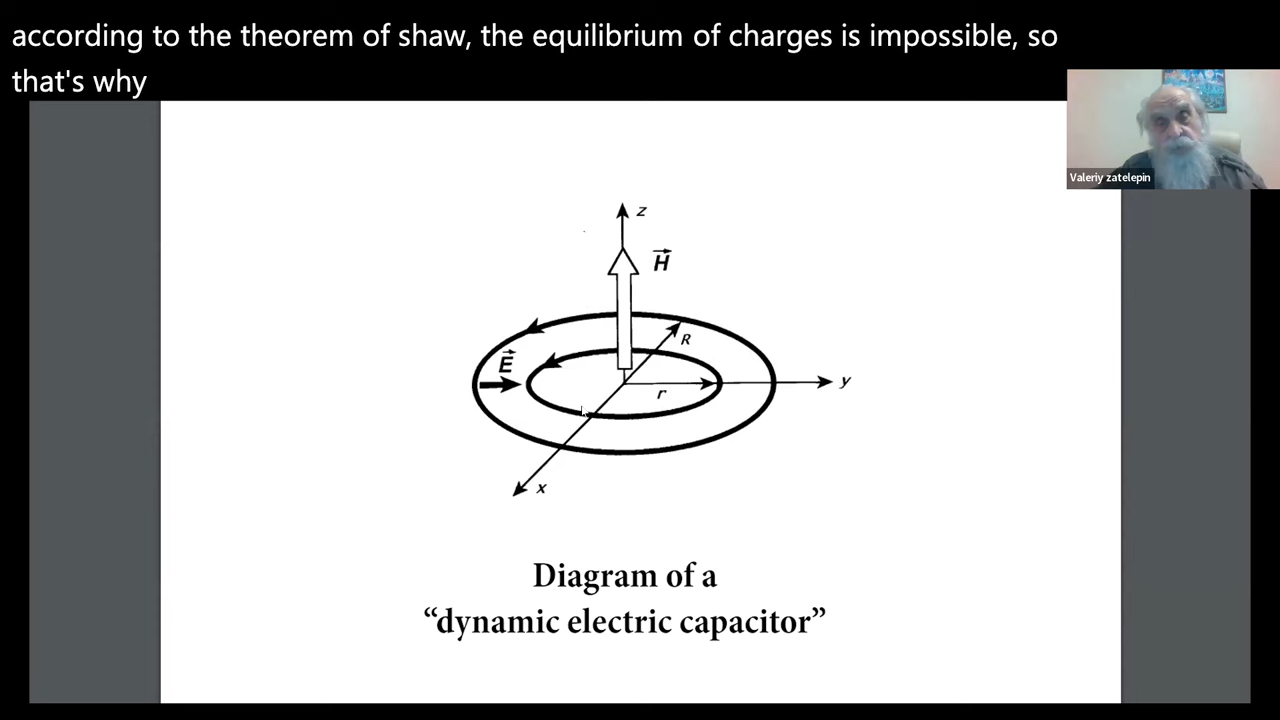 according to the theorem of shaw, the equilibrium of charges is impossible, so
that's why
Valeriy zatelepin
z
H
R
E
y
r
x
Diagram of a
“dynamic electric capacitor”